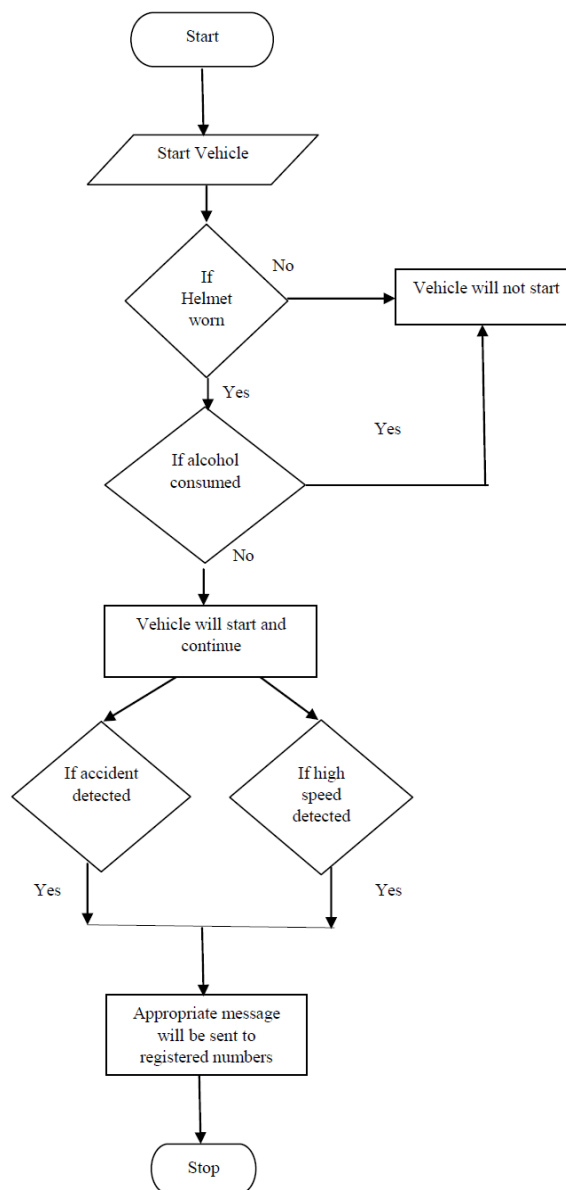 Start
Start Vehicle
If
Helmet
worn
No
Vehicle will not start
Yes
Yes
If alcohol
consumed
No
Vehicle will start and
continue
If accident
detected
If high
speed
detected
Yes
Yes
Appropriate message
will be sent to
registered numbers
Stop